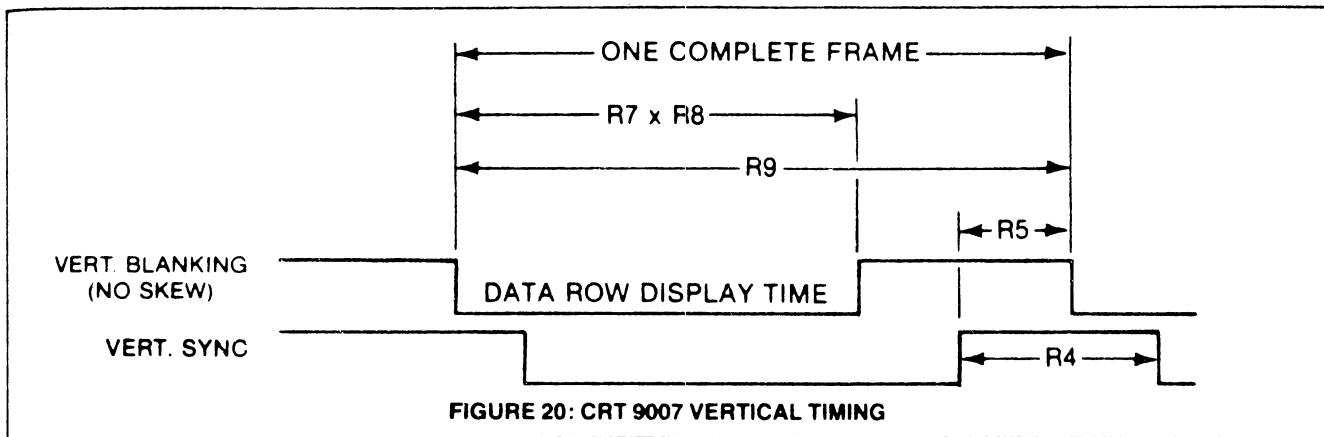 ONE COMPLETE FRAME
R7 x R8
R9
R5
VERT. BLANKING
(NO SKEW)
DATA ROW DISPLAY TIME
VERT. SYNC
R4
FIGURE 20: CRT 9007 VERTICAL TIMING